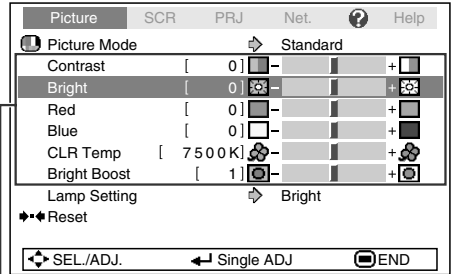 Picture SCR PRJ Net. ? Help
Picture Mode Standard
Contrast [ 0] - +
Bright [ 0] - +
Red [ 0] - +
Blue [ 0] - +
CLR Temp [ 7500K] - +
Bright Boost [ 1] - +
Lamp Setting Bright
Reset
SEL./ADJ. Single ADJ END